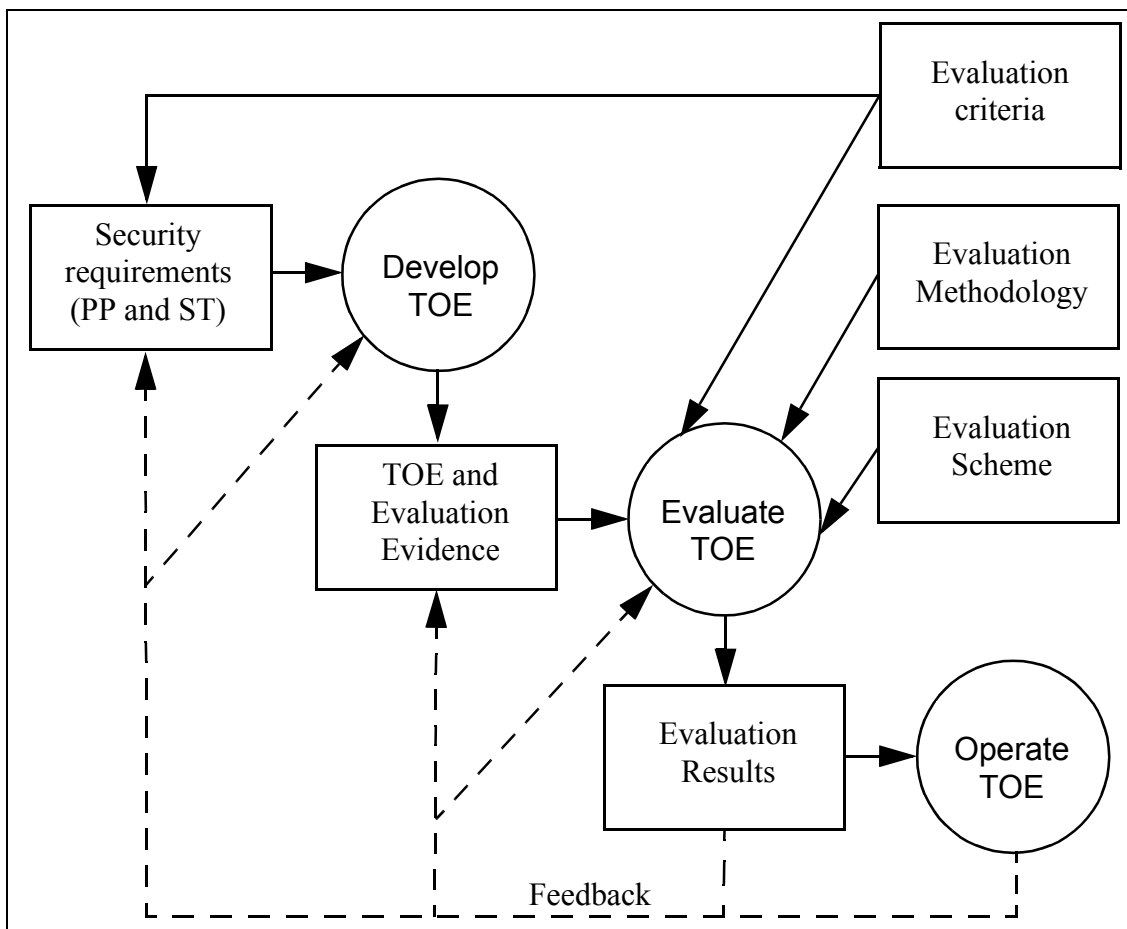 Evaluation
criteria
Security
requirements
(PP and ST)
Develop
TOE
Evaluation
Methodology
Evaluation
Scheme
TOE and
Evaluation
Evidence
Evaluate
TOE
Evaluation
Results
Operate
TOE
Feedback